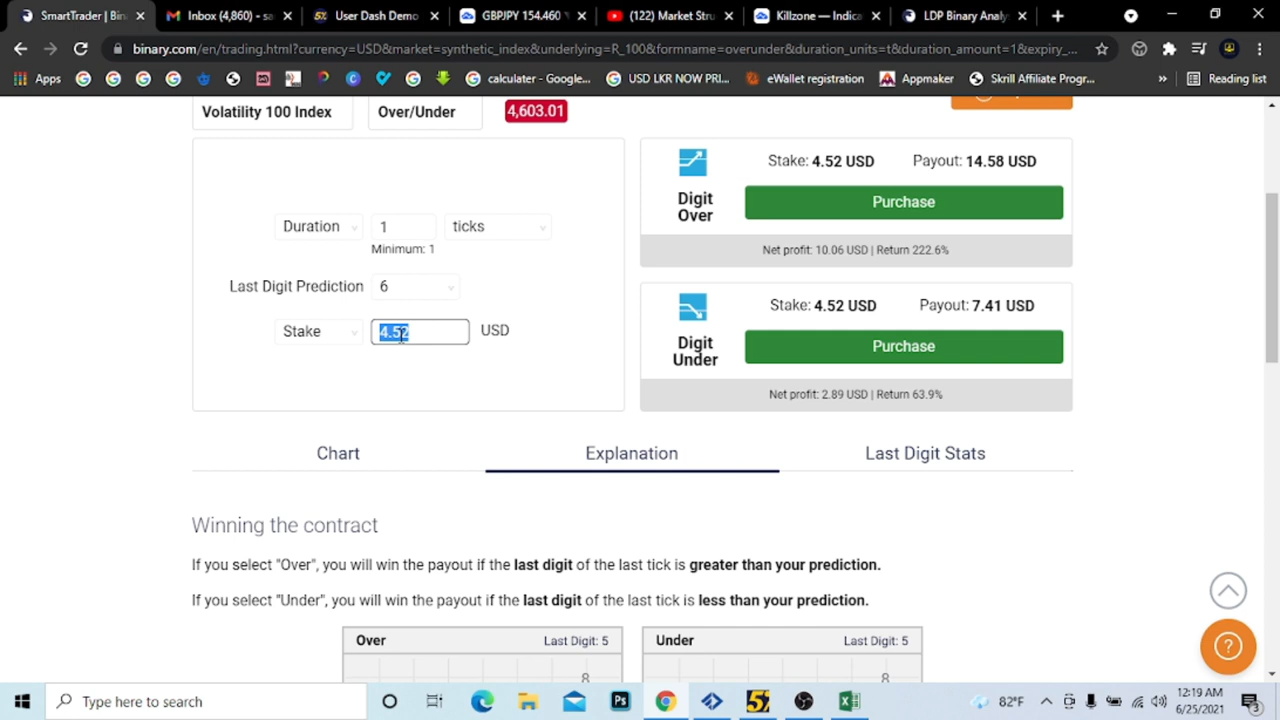 SmartTrader | Bin
Inbox (4,860) - sa
User Dash Demo
GBPJPY 154.460
(122) Market Stru
Killzone — Indica
LDP Binary Analy
binary.com/en/trading.html?currency=USD&market=synthetic_index&underlying=R_100&formname=overunder&duration_units=t&duration_amount=1&expiry_...
Apps
calculater - Google...
USD LKR NOW PRI...
eWallet registration
Appmaker
Skrill Affiliate Progr...
»
Reading list
Volatility 100 Index
Over/Under
4,603.01
Duration
1
ticks
Minimum: 1
Last Digit Prediction
6
Stake
4.52
USD
Digit
Over
Stake: 4.52 USD
Payout: 14.58 USD
Purchase
Net profit: 10.06 USD | Return 222.6%
Digit
Under
Stake: 4.52 USD
Payout: 7.41 USD
Purchase
Net profit: 2.89 USD | Return 63.9%
Chart
Explanation
Last Digit Stats
Winning the contract
If you select "Over", you will win the payout if the last digit of the last tick is greater than your prediction.
If you select "Under", you will win the payout if the last digit of the last tick is less than your prediction.
Over
Last Digit: 5
Under
Last Digit: 5
8
8
?
Type here to search
Ps
82°F
12:19 AM
6/25/2021
3